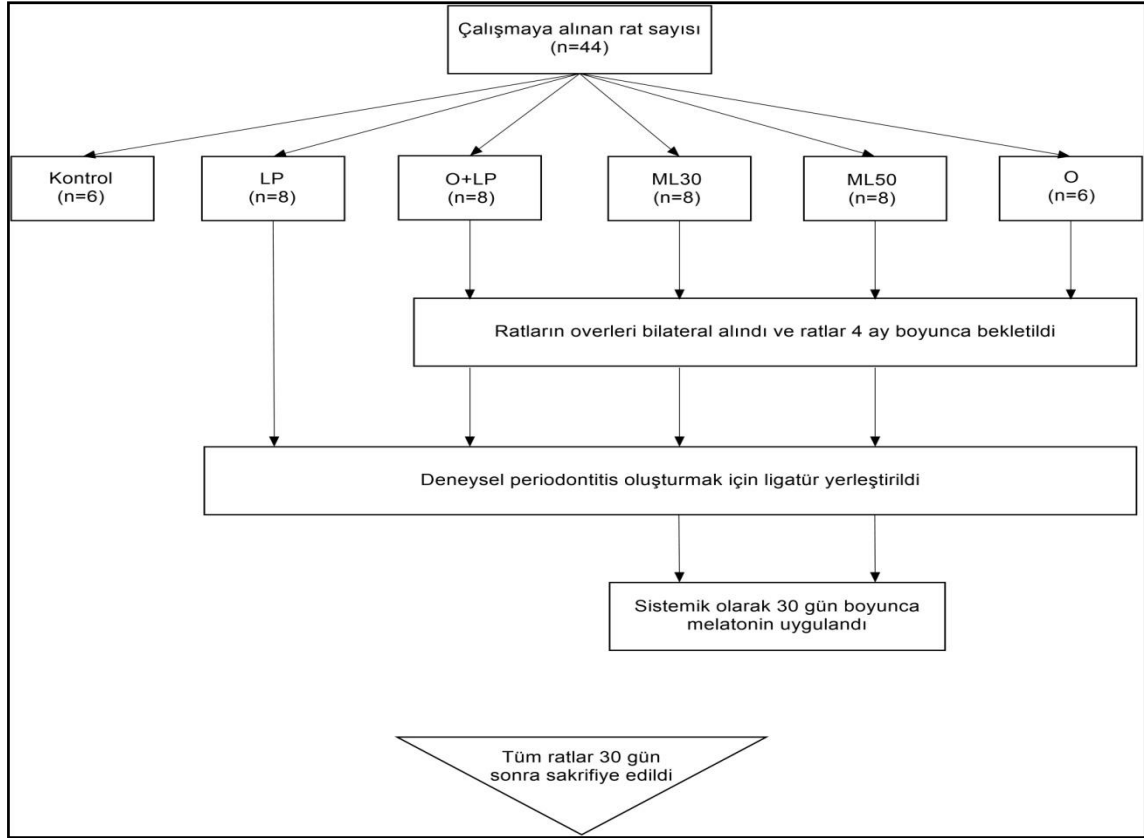 Çalışmaya alınan rat sayısı
(n=44)
Kontrol
(n=6)
LP
(n=8)
O+LP
(n=8)
ML30
(n=8)
ML50
(n=8)
O
(n=6)
Ratların overleri bilateral alındı ve ratlar 4 ay boyunca bekletildi
Deneysel periodontitis oluşturmak için ligatür yerleştirildi
Sistemik olarak 30 gün boyunca
melatonin uygulandı
Tüm ratlar 30 gün
sonra sakrifiye edildi